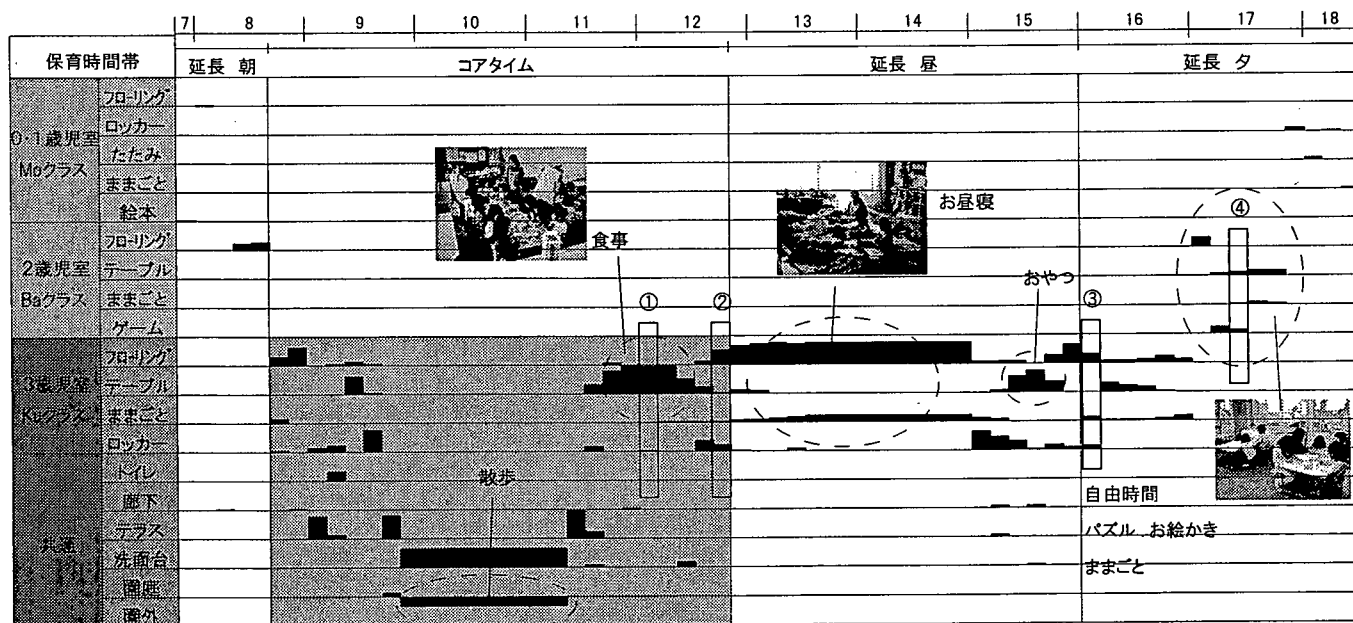 7 8 9 10 11 12 13 14 15 16 17 18
保育時間帯 延長 朝 コアタイム 延長 昼 延長 夕
0・1歳児室
Moクラス
フローリング
ロッカー
たたみ
ままごと
絵本
2歳児室
Baクラス
フローリング
テーブル
ままごと
ゲーム
3歳児室
Kuクラス
フローリング
テーブル
ままごと
ロッカー
共通
トイレ
廊下
テラス
洗面台
園庭
園外
食事
お昼寝
おやつ
散歩
① ② ③ ④
自由時間
パズル お絵かき
ままごと